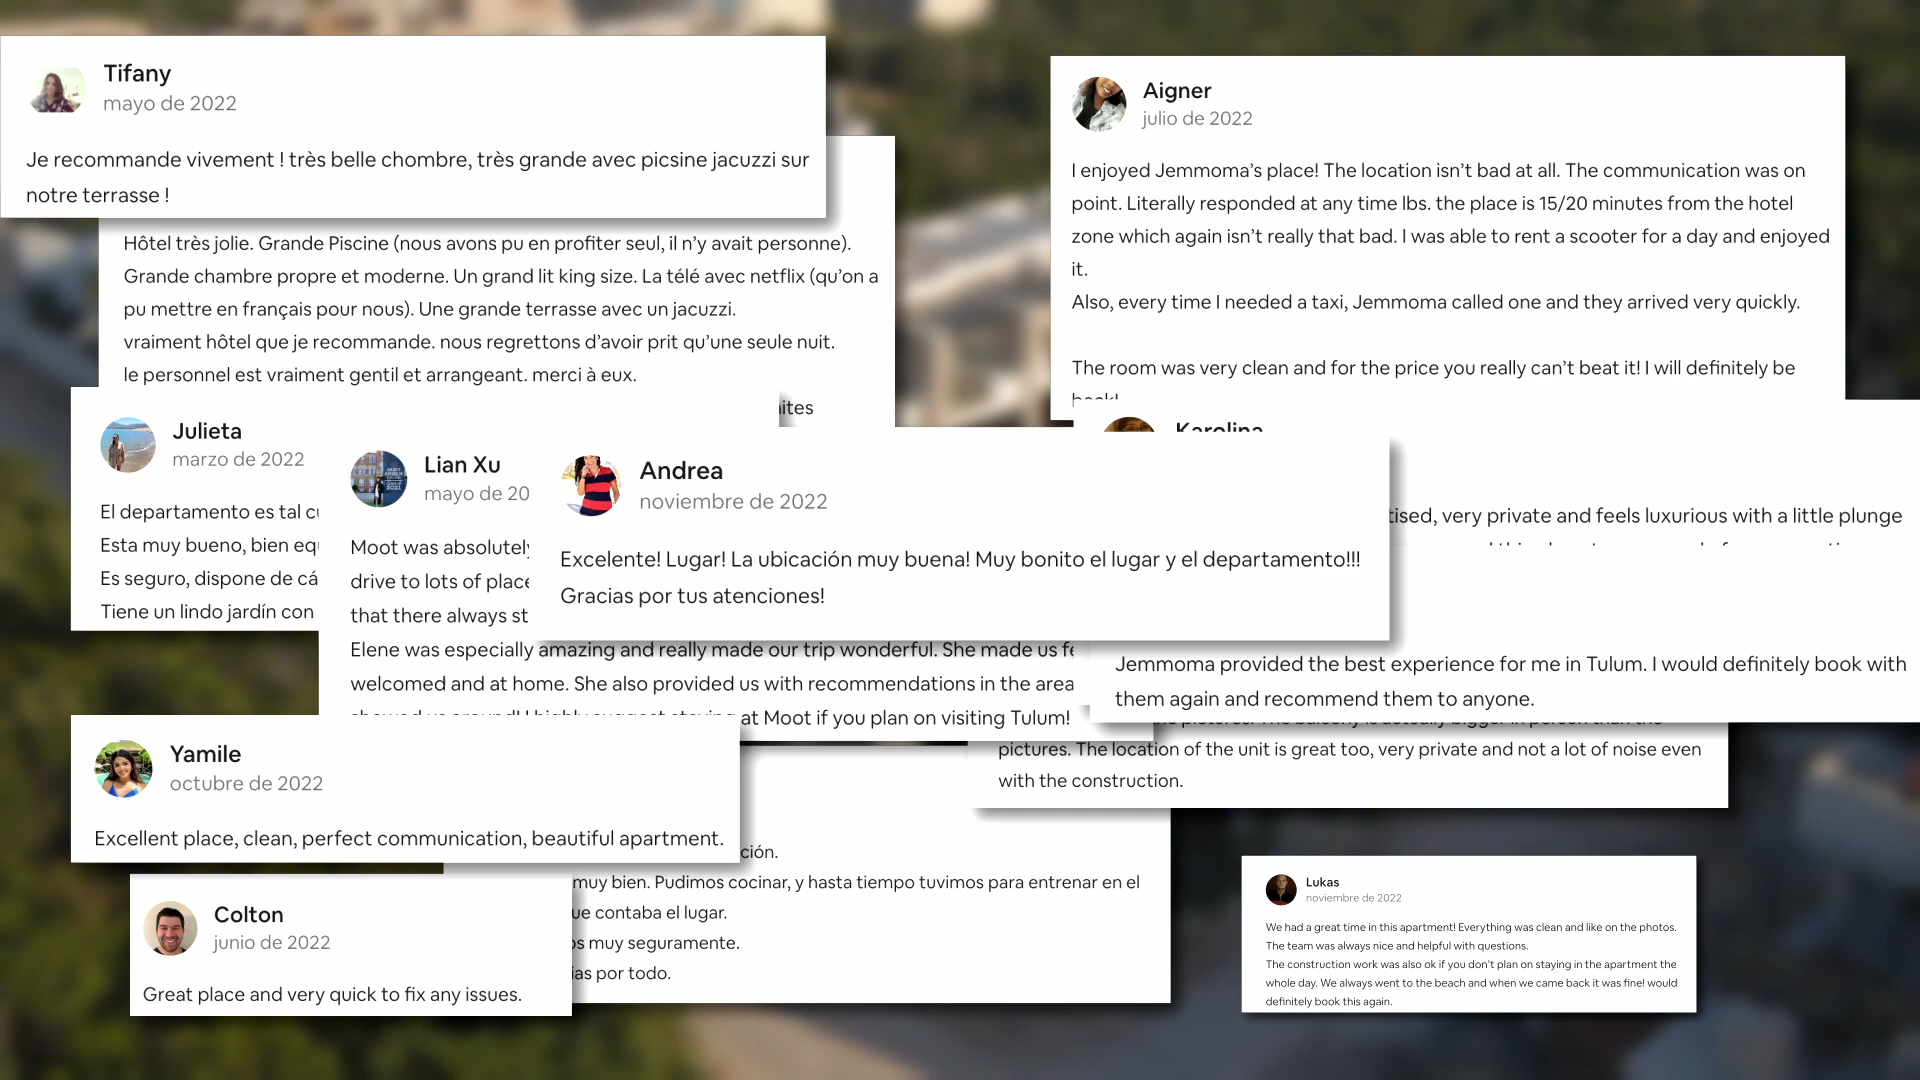 Tifany
mayo de 2022
Je recommande vivement ! très belle chombre, très grande avec picsine jacuzzi sur
notre terrasse !
Hôtel très jolie. Grande Piscine (nous avons pu en profiter seul, il n’y avait personne).
Grande chambre propre et moderne. Un grand lit king size. La télé avec netflix (qu’on a
pu mettre en français pour nous). Une grande terrasse avec un jacuzzi.
vraiment hôtel que je recommande. nous regrettons d’avoir prit qu’une seule nuit.
le personnel est vraiment gentil et arrangeant. merci à eux.
Aigner
julio de 2022
I enjoyed Jemmoma’s place! The location isn’t bad at all. The communication was on
point. Literally responded at any time lbs. the place is 15/20 minutes from the hotel
zone which again isn’t really that bad. I was able to rent a scooter for a day and enjoyed
it.
Also, every time I needed a taxi, Jemmoma called one and they arrived very quickly.
The room was very clean and for the price you really can’t beat it! I will definitely be
back!
Julieta
marzo de 2022
El departamento es tal
Esta muy bueno, bien
Es seguro, dispone de
Tiene un lindo jardín con
Lian Xu
mayo de 20
Moot was absolutely
drive to lots of
that there always
Elene was especially amazing and really made our trip wonderful. She made us
welcomed and at home. She also provided us with recommendations in the area
at Moot if you plan on visiting Tulum!
Andrea
noviembre de 2022
Excelente! Lugar! La ubicación muy buena! Muy bonito el lugar y el departamento!!!
Gracias por tus atenciones!
Karolina
very private and feels luxurious with a little plunge
Jemmoma provided the best experience for me in Tulum. I would definitely book with
them again and recommend them to anyone.
pictures. The location of the unit is great too, very private and not a lot of noise even
with the construction.
Yamile
octubre de 2022
Excellent place, clean, perfect communication, beautiful apartment.
muy bien. Pudimos cocinar, y hasta tiempo tuvimos para entrenar en el
contaba el lugar.
muy seguramente.
por todo.
Colton
junio de 2022
Great place and very quick to fix any issues.
Lukas
noviembre de 2022
We had a great time in this apartment! Everything was clean and like on the photos.
The team was always nice and helpful with questions.
The construction work was also ok if you don't plan on staying in the apartment the
whole day. We always went to the beach and when we came back it was fine! would
definitely book this again.